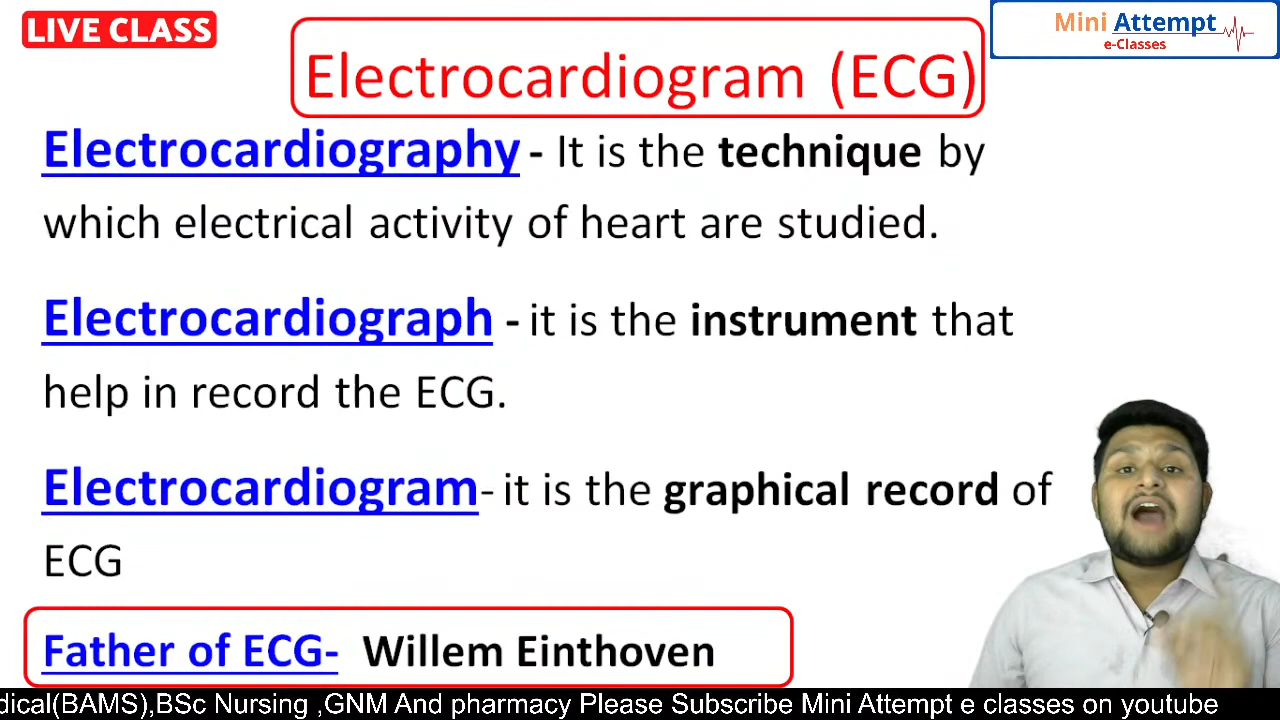 LIVE CLASS
Mini Attempt
e-Classes
Electrocardiogram (ECG)
Electrocardiography - It is the technique by
which electrical activity of heart are studied.
Electrocardiograph - it is the instrument that
help in record the ECG.
Electrocardiogram- it is the graphical record of
ECG
Father of ECG- Willem Einthoven
dical(BAMS),BSc Nursing ,GNM And pharmacy Please Subscribe Mini Attempt e classes on youtube